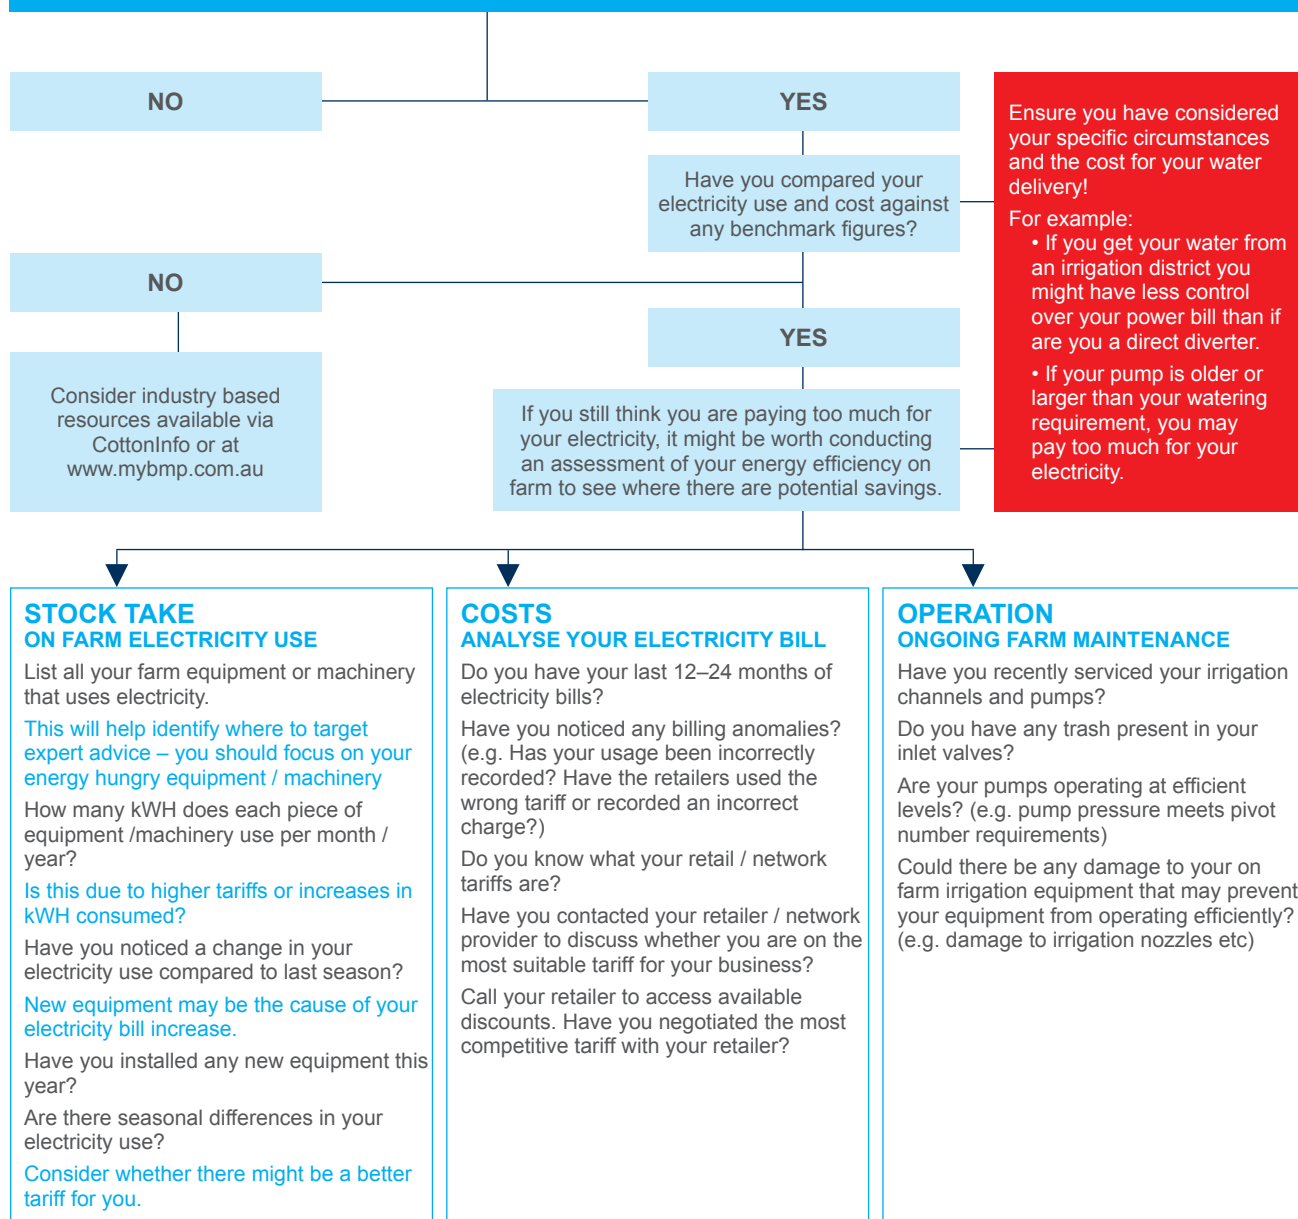 NO
YES
Have you compared your
electricity use and cost against
any benchmark figures?
NO
YES
Consider industry based
resources available via
CottonInfo or at
www.mybmp.com.au
If you still think you are paying too much for
your electricity, it might be worth conducting
an assessment of your energy efficiency on
farm to see where there are potential savings.
Ensure you have considered
your specific circumstances
and the cost for your water
delivery!
For example:
• If you get your water from
an irrigation district you
might have less control
over your power bill than if
are you a direct diverter.
• If your pump is older or
larger than your watering
requirement, you may
pay too much for your
electricity.
STOCK TAKE
ON FARM ELECTRICITY USE
List all your farm equipment or machinery
that uses electricity.
This will help identify where to target
expert advice – you should focus on your
energy hungry equipment / machinery
How many kWH does each piece of
equipment /machinery use per month /
year?
Is this due to higher tariffs or increases in
kWH consumed?
Have you noticed a change in your
electricity use compared to last season?
New equipment may be the cause of your
electricity bill increase.
Have you installed any new equipment this
year?
Are there seasonal differences in your
electricity use?
Consider whether there might be a better
tariff for you.
COSTS
ANALYSE YOUR ELECTRICITY BILL
Do you have your last 12–24 months of
electricity bills?
Have you noticed any billing anomalies?
(e.g. Has your usage been incorrectly
recorded? Have the retailers used the
wrong tariff or recorded an incorrect
charge?)
Do you know what your retail / network
tariffs are?
Have you contacted your retailer / network
provider to discuss whether you are on the
most suitable tariff for your business?
Call your retailer to access available
discounts. Have you negotiated the most
competitive tariff with your retailer?
OPERATION
ONGOING FARM MAINTENANCE
Have you recently serviced your irrigation
channels and pumps?
Do you have any trash present in your
inlet valves?
Are your pumps operating at efficient
levels? (e.g. pump pressure meets pivot
number requirements)
Could there be any damage to your on
farm irrigation equipment that may prevent
your equipment from operating efficiently?
(e.g. damage to irrigation nozzles etc)